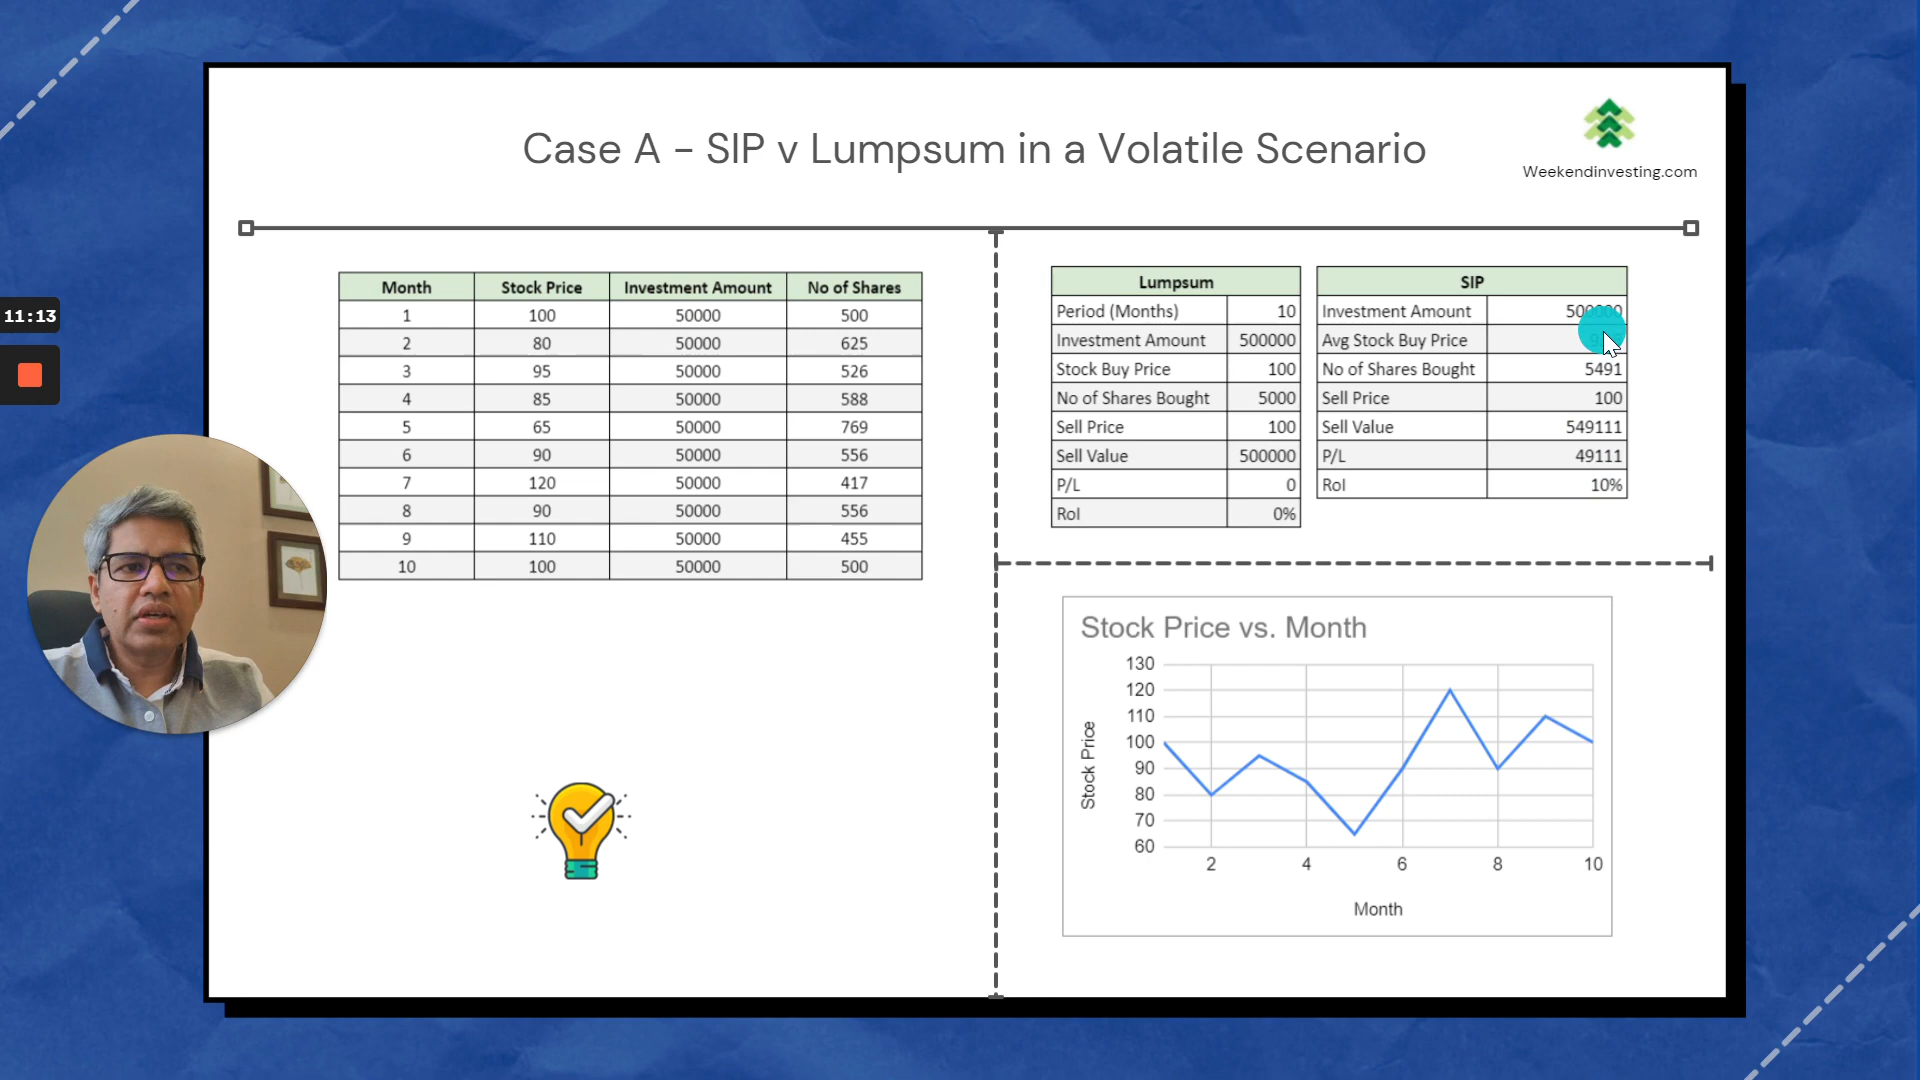 Case A - SIP v Lumpsum in a Volatile Scenario
Weekendinvesting.com
11:13
Month Stock Price Investment Amount No of Shares
1 100 50000 500
2 80 50000 625
3 95 50000 526
4 85 50000 588
5 65 50000 769
6 90 50000 556
7 120 50000 417
8 90 50000 556
9 110 50000 455
10 100 50000 500
Lumpsum
Period (Months) 10
Investment Amount 500000
Stock Buy Price 100
No of Shares Bought 5000
Sell Price 100
Sell Value 500000
P/L 0
RoI 0%
SIP
Investment Amount 500000
Avg Stock Buy Price
No of Shares Bought 5491
Sell Price 100
Sell Value 549111
P/L 49111
RoI 10%
Stock Price vs. Month
Stock Price
130
120
110
100
90
80
70
60
2 4 6 8 10
Month